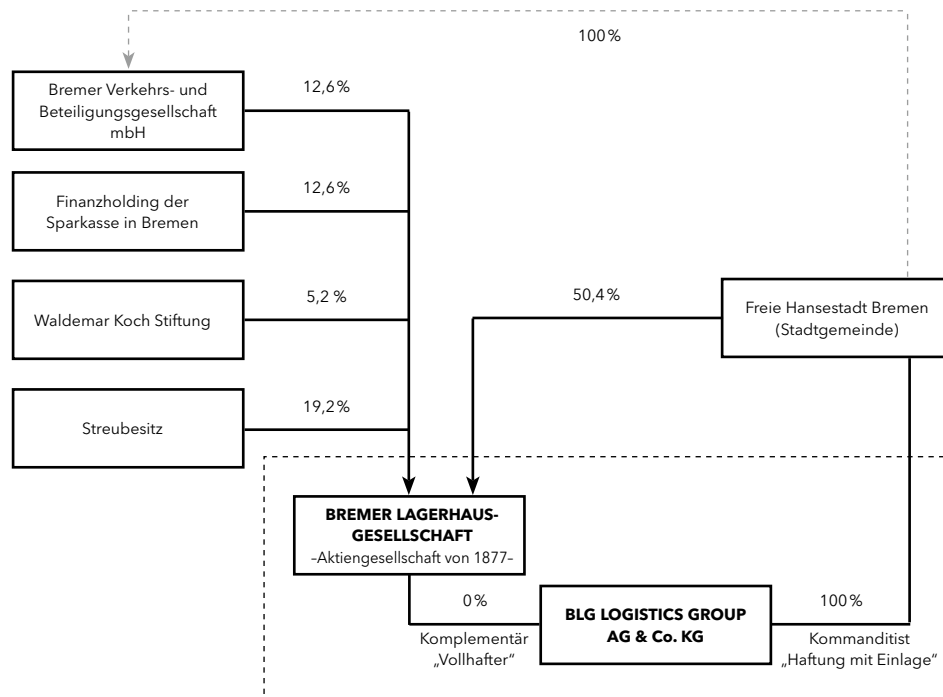 100 %
Bremer Verkehrs- und
Beteiligungsgesellschaft
mbH
12,6 %
Finanzholding der
Sparkasse in Bremen
12,6 %
Waldemar Koch Stiftung
5,2 %
50,4 %
Freie Hansestadt Bremen
(Stadtgemeinde)
Streubesitz
19,2 %
BREMER LAGERHAUS-
GESELLSCHAFT
–Aktiengesellschaft von 1877–
0 %
Komplementär
„Vollhafter“
BLG LOGISTICS GROUP
AG & Co. KG
100 %
Kommanditist
„Haftung mit Einlage“